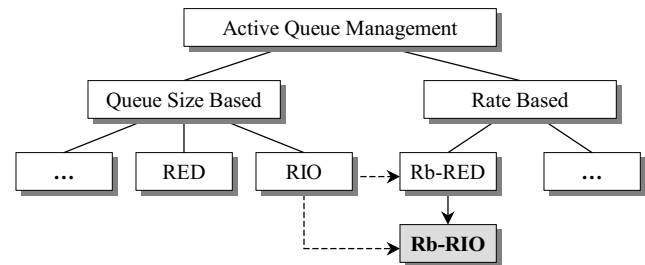 Active Queue Management
Queue Size Based
Rate Based
...
RED
RIO
Rb-RED
...
Rb-RIO